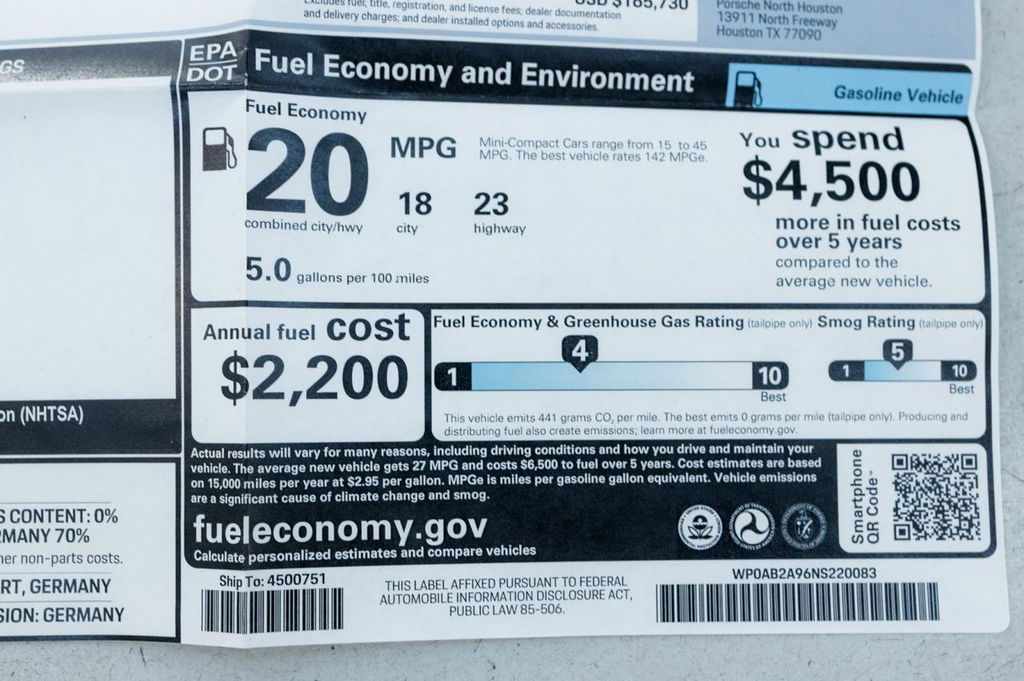 Excludes fuel, title, registration, and license fees, dealer documentation
and delivery charges; and dealer installed options and accessories.
USD $165,730
Porsche North Houston
13911 North Freeway
Houston TX 77090
GS
EPA
DOT
Fuel Economy and Environment
Gasoline Vehicle
Fuel Economy
20 MPG
combined city/hwy
18
city
23
highway
Mini-Compact Cars range from 15 to 45
MPG. The best vehicle rates 142 MPGe.
5.0 gallons per 100 miles
You spend
$4,500
more in fuel costs
over 5 years
compared to the
average new vehicle.
Annual fuel cost
$2,200
Fuel Economy & Greenhouse Gas Rating (tailpipe only)
4
1
10
Best
Smog Rating (tailpipe only)
5
1
10
Best
This vehicle emits 441 grams CO₂ per mile. The best emits 0 grams per mile (tailpipe only). Producing and
distributing fuel also create emissions; learn more at fueleconomy.gov.
on (NHTSA)
Actual results will vary for many reasons, including driving conditions and how you drive and maintain your
vehicle. The average new vehicle gets 27 MPG and costs $6,500 to fuel over 5 years. Cost estimates are based
on 15,000 miles per year at $2.95 per gallon. MPGe is miles per gasoline gallon equivalent. Vehicle emissions
are a significant cause of climate change and smog.
fueleconomy.gov
Calculate personalized estimates and compare vehicles
Smartphone
QR Code™
S CONTENT: 0%
RMANY 70%
her non-parts costs.
RT, GERMANY
SION: GERMANY
Ship To: 4500751
THIS LABEL AFFIXED PURSUANT TO FEDERAL
AUTOMOBILE INFORMATION DISCLOSURE ACT,
PUBLIC LAW 85-506.
WP0AB2A96NS220083